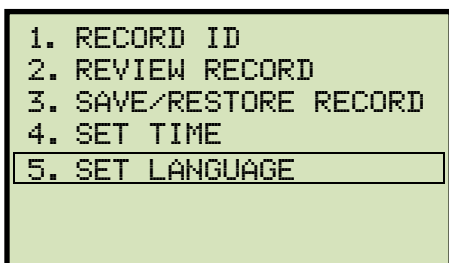 1. RECORD ID
2. REVIEW RECORD
3. SAVE/RESTORE RECORD
4. SET TIME
5. SET LANGUAGE